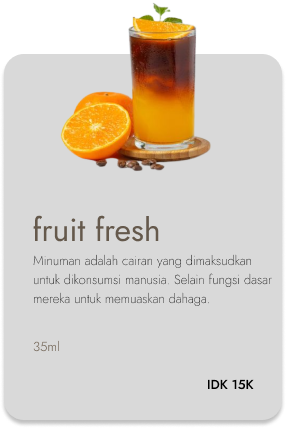 fruit fresh
Minuman adalah cairan yang dimaksudkan
untuk dikonsumsi manusia. Selain fungsi dasar
mereka untuk memuaskan dahaga.
35ml
IDK 15K